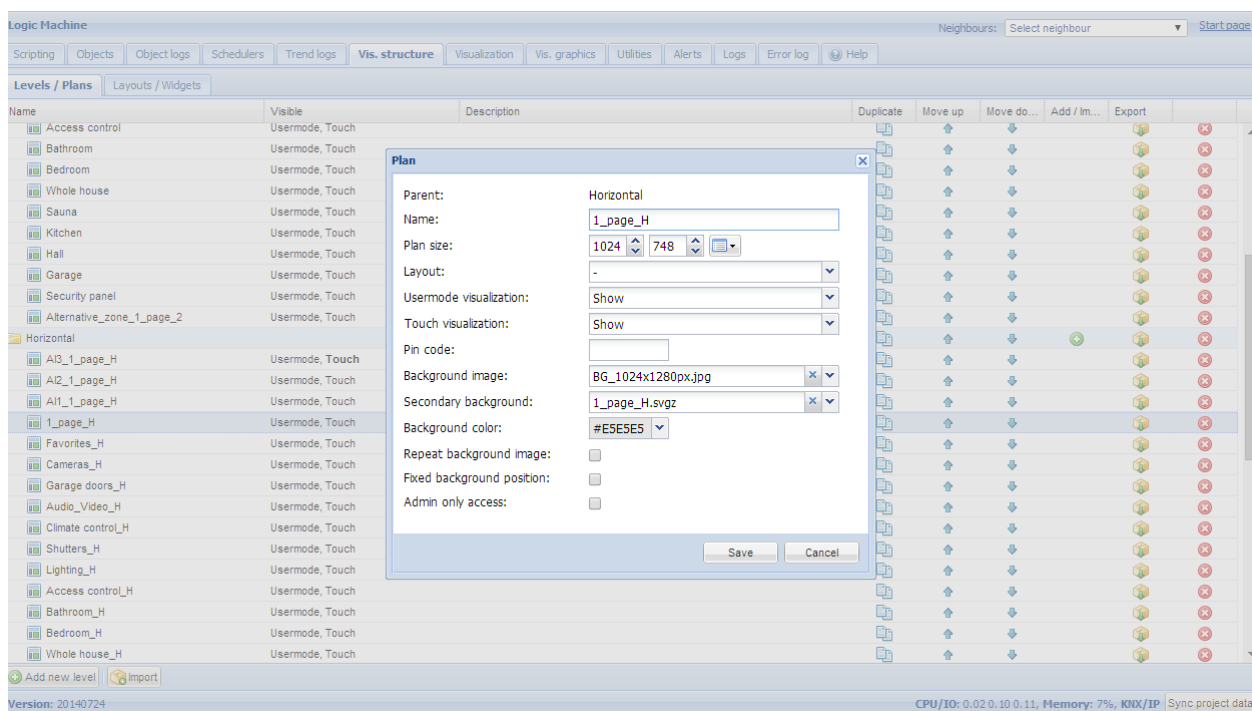 Logic Machine Neighbours: Select neighbour Start page
Scripting Objects Object logs Schedulers Trend logs Vis. structure Visualization Vis. graphics Utilities Alerts Logs Error log Help
Levels / Plans Layouts / Widgets
Name Visible Description Duplicate Move up Move do... Add / Im... Export
Access control Usermode, Touch
Bathroom Usermode, Touch
Bedroom Usermode, Touch
Whole house Usermode, Touch
Sauna Usermode, Touch
Kitchen Usermode, Touch
Hall Usermode, Touch
Garage Usermode, Touch
Security panel Usermode, Touch
Alternative_zone_1_page_2 Usermode, Touch
Horizontal
AI3_1_page_H Usermode, Touch
AI2_1_page_H Usermode, Touch
AI1_1_page_H Usermode, Touch
1_page_H Usermode, Touch
Favorites_H Usermode, Touch
Cameras_H Usermode, Touch
Garage doors_H Usermode, Touch
Audio_Video_H Usermode, Touch
Climate control_H Usermode, Touch
Shutters_H Usermode, Touch
Lighting_H Usermode, Touch
Access control_H Usermode, Touch
Bathroom_H Usermode, Touch
Bedroom_H Usermode, Touch
Whole house_H Usermode, Touch
Plan
Parent: Horizontal
Name: 1_page_H
Plan size: 1024 748
Layout: -
Usermode visualization: Show
Touch visualization: Show
Pin code:
Background image: BG_1024x1280px.jpg
Secondary background: 1_page_H.svgz
Background color: #E5E5E5
Repeat background image:
Fixed background position:
Admin only access:
Save Cancel
Add new level Import
Version: 20140724 CPU/IO: 0.02 0.10 0.11, Memory: 7%, KNX/IP Sync project data